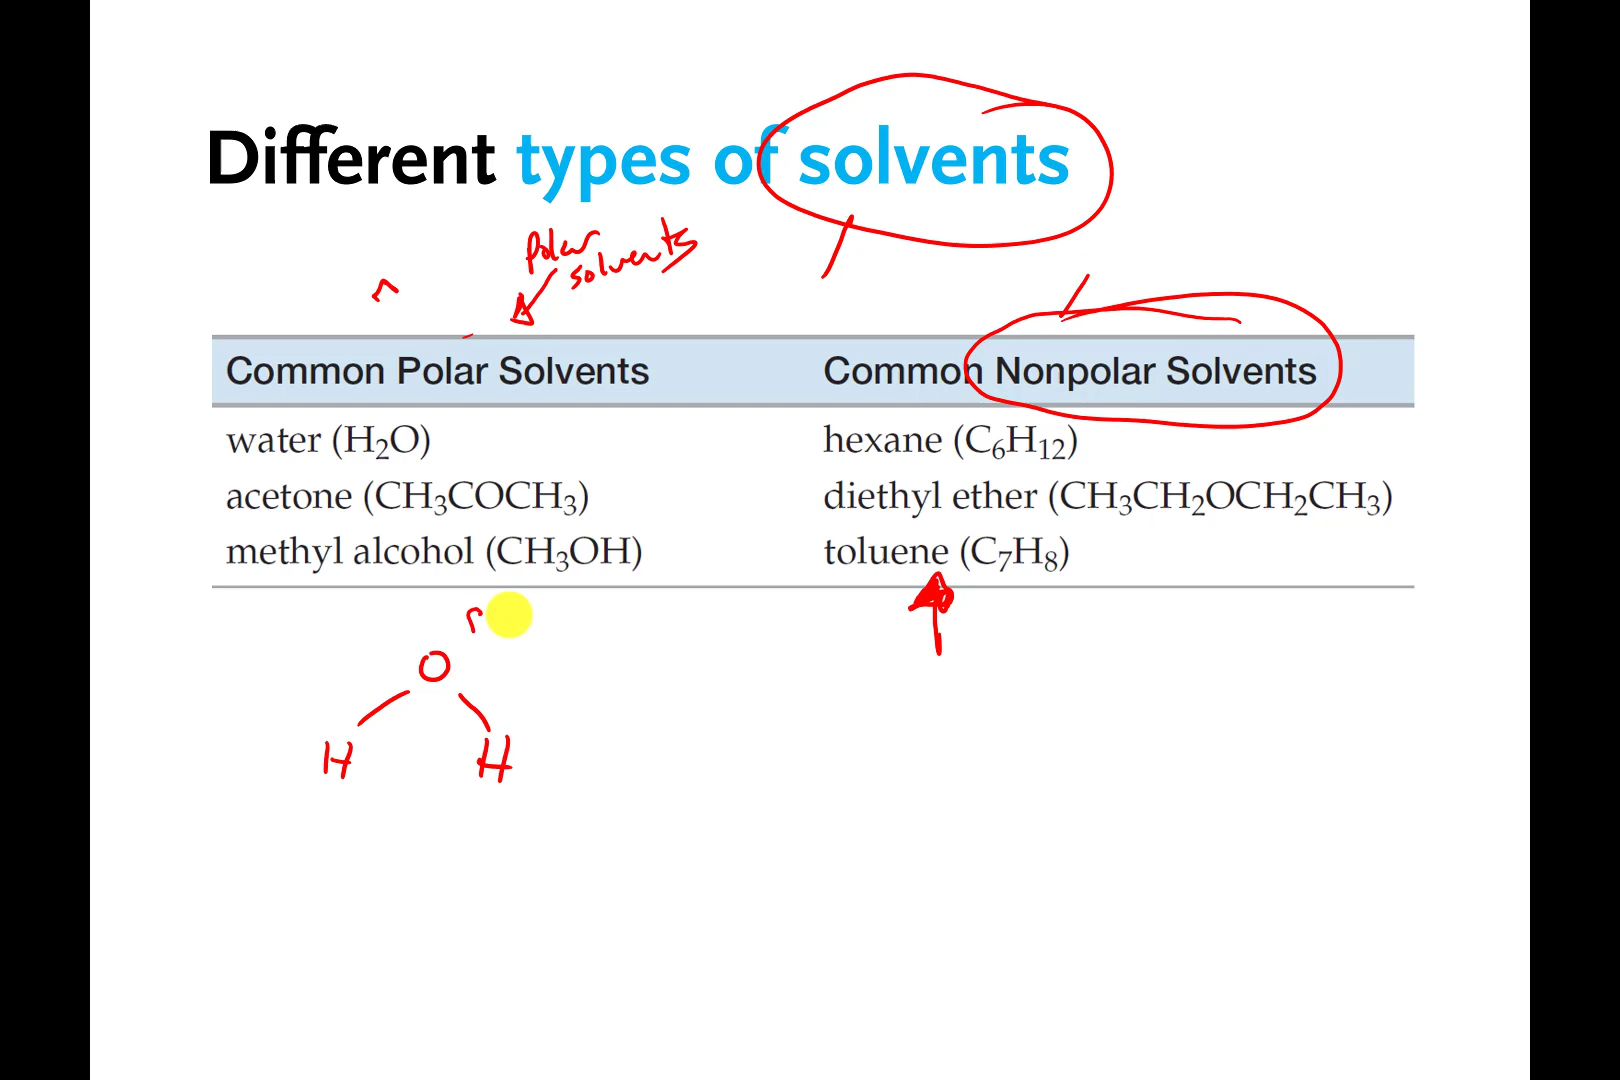 Different types of solvents
polar
solvents
Common Polar Solvents Common Nonpolar Solvents
water (H₂O) hexane (C₆H₁₂)
acetone (CH₃COCH₃) diethyl ether (CH₃CH₂OCH₂CH₃)
methyl alcohol (CH₃OH) toluene (C₇H₈)
O
H H